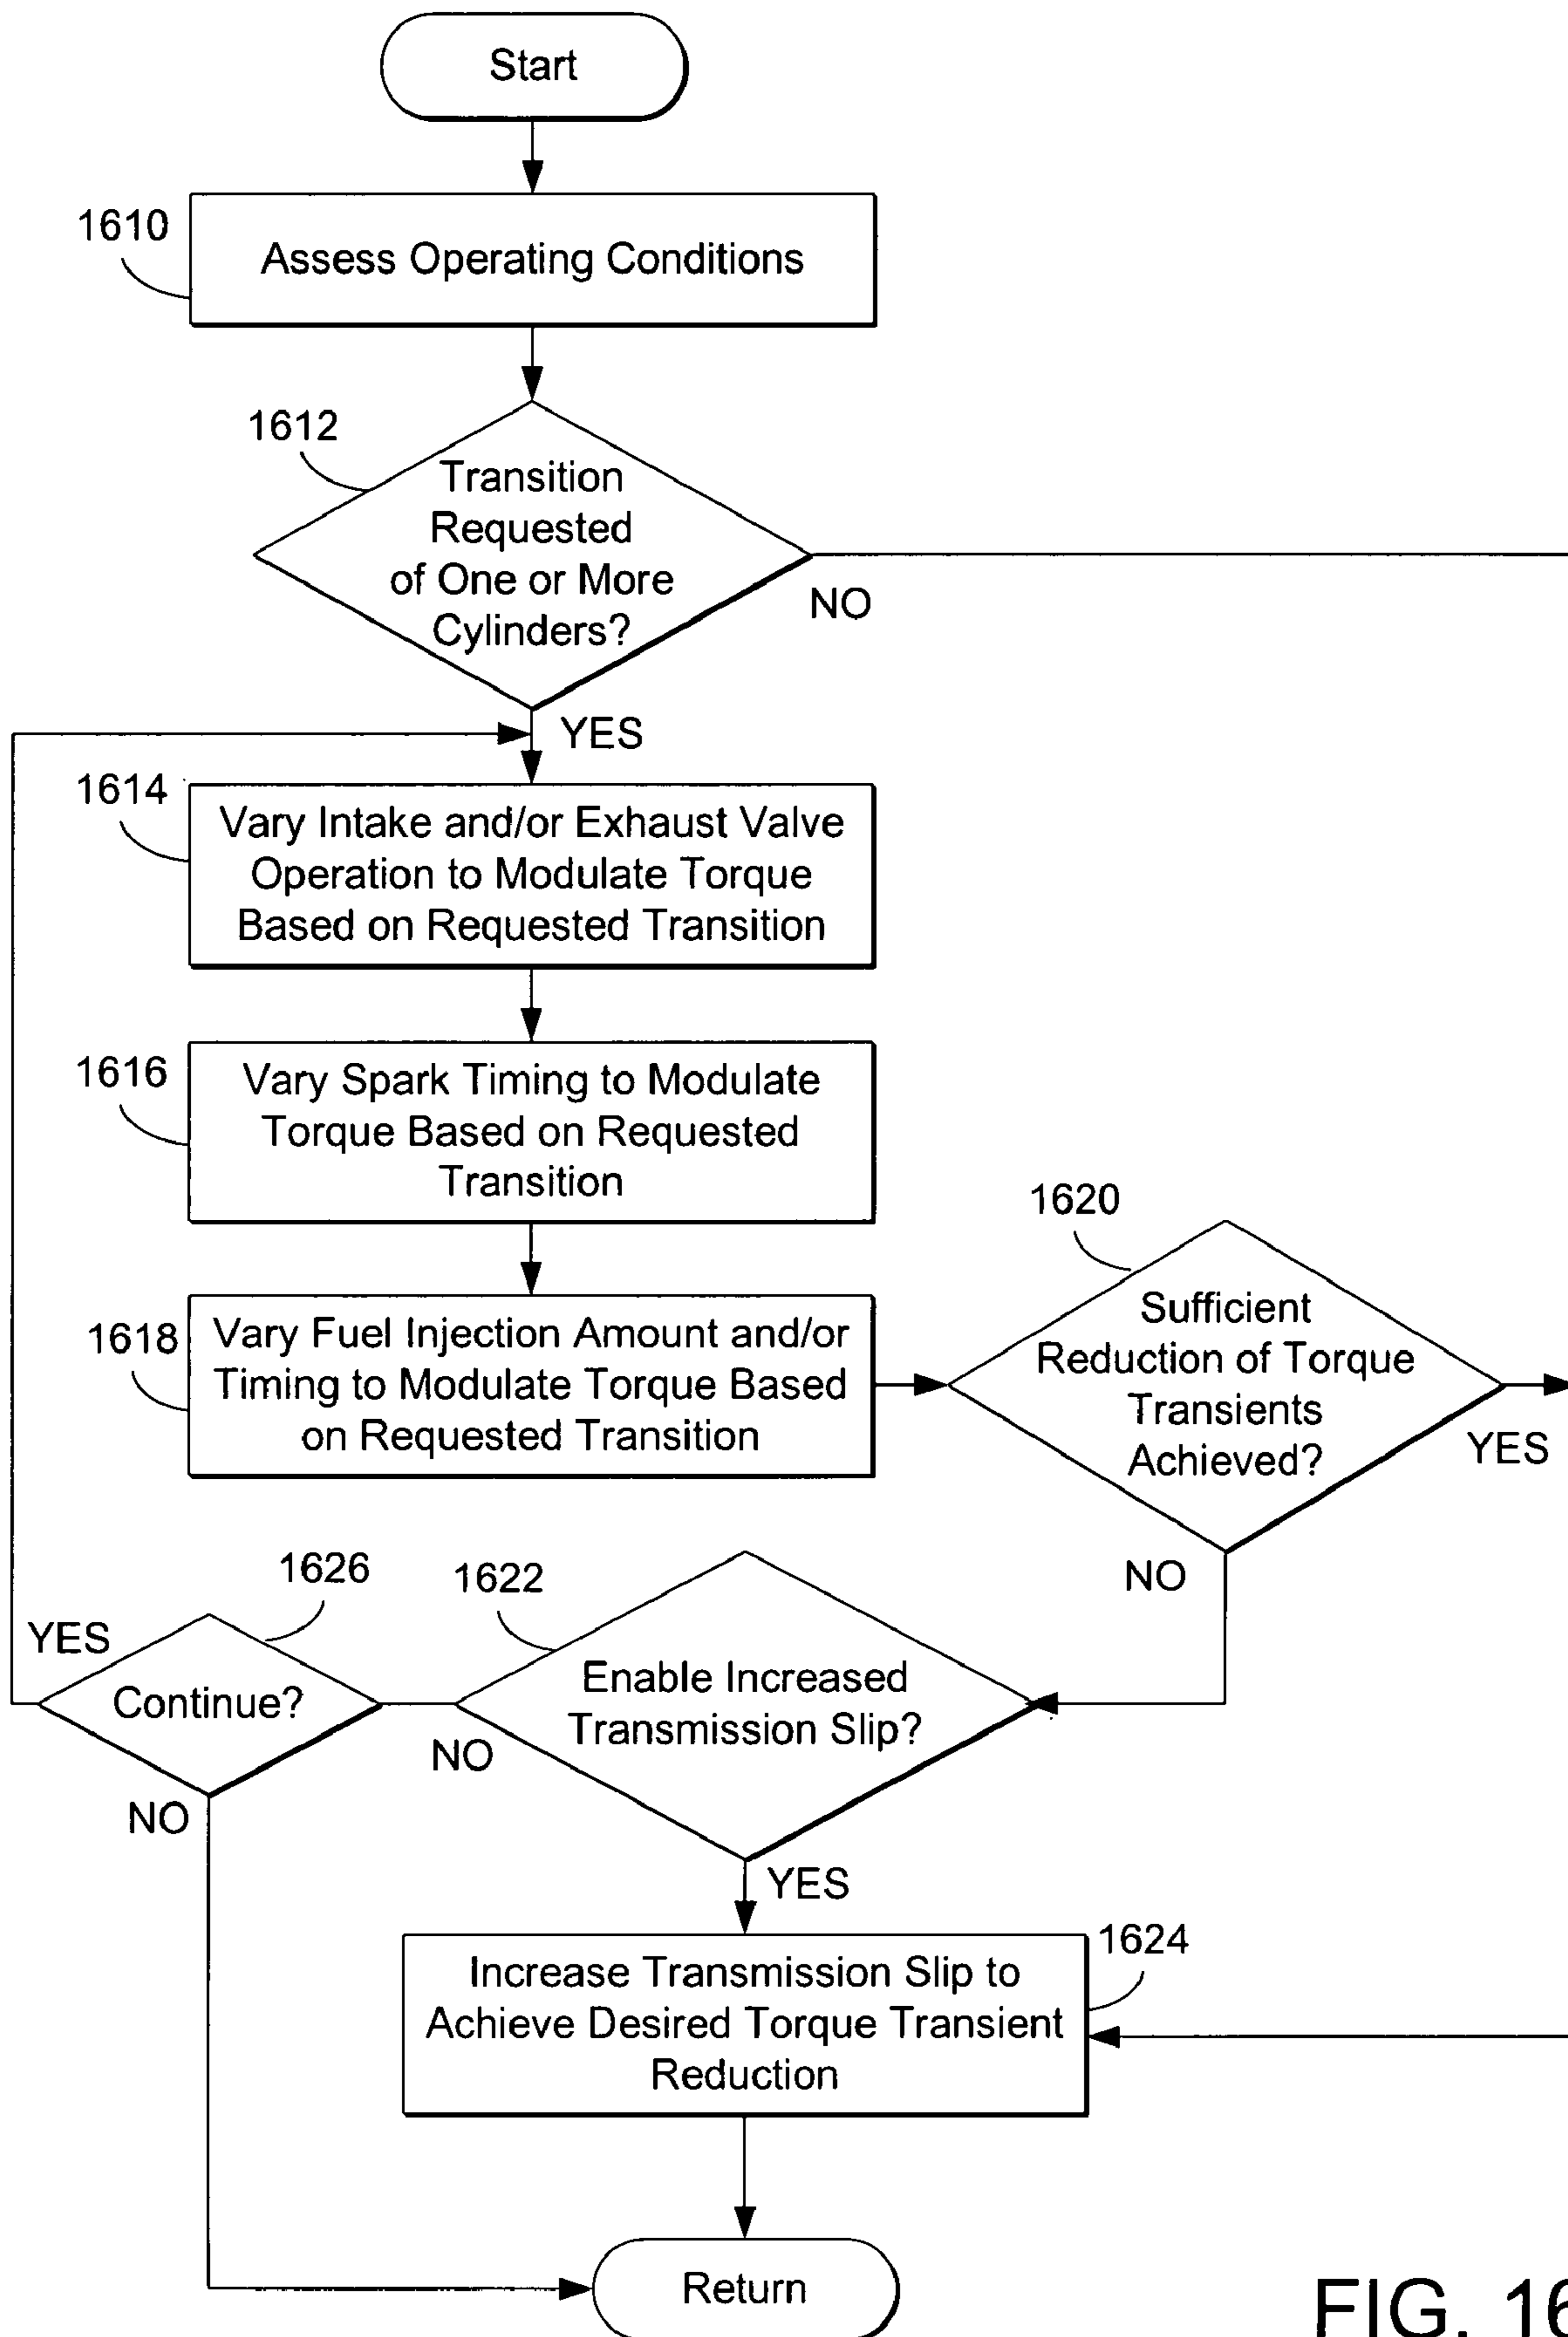 Start
1610
Assess Operating Conditions
1612
Transition
Requested
of One or More
Cylinders?
NO
YES
1614
Vary Intake and/or Exhaust Valve
Operation to Modulate Torque
Based on Requested Transition
1616
Vary Spark Timing to Modulate
Torque Based on Requested
Transition
1618
Vary Fuel Injection Amount and/or
Timing to Modulate Torque Based
on Requested Transition
1620
Sufficient
Reduction of Torque
Transients
Achieved?
YES
NO
1622
Enable Increased
Transmission Slip?
NO
YES
1626
Continue?
YES
NO
1624
Increase Transmission Slip to
Achieve Desired Torque Transient
Reduction
Return
FIG. 16